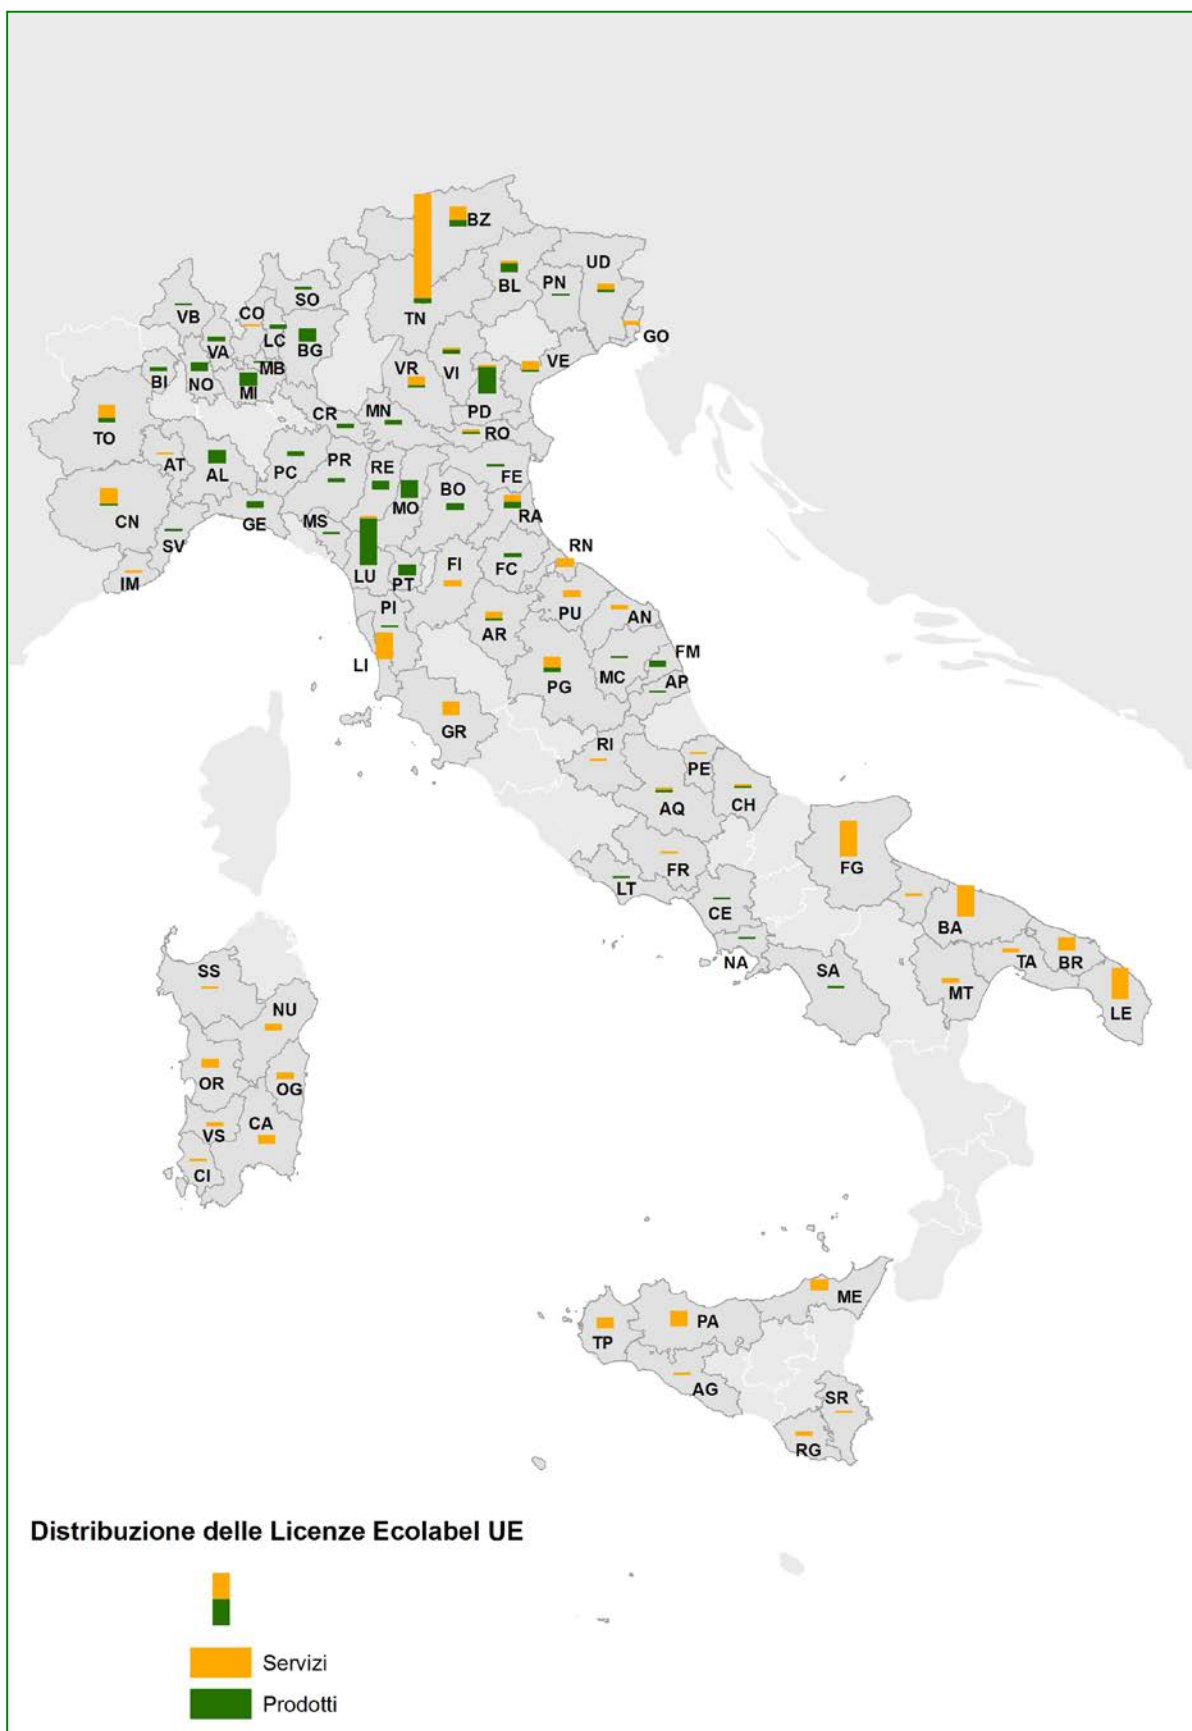 BZ
UD
BL
PN
SO
VB
CO
TN
GO
LC
VA
BG
VE
MB
VR
VI
BI
NO
MI
CR
MN
PD
TO
RO
AT
AL
PC
PR
RE
FE
BO
MO
CN
GE
MS
RA
SV
RN
FI
FC
IM
LU
PT
PI
PU
AN
AR
FM
LI
MC
AP
PG
GR
RI
PE
AQ
CH
FR
FG
LT
CE
BA
NA
SA
TA
BR
SS
MT
NU
LE
OR
OG
CA
VS
CI
ME
PA
TP
AG
SR
RG
Distribuzione delle Licenze Ecolabel UE
Servizi
Prodotti